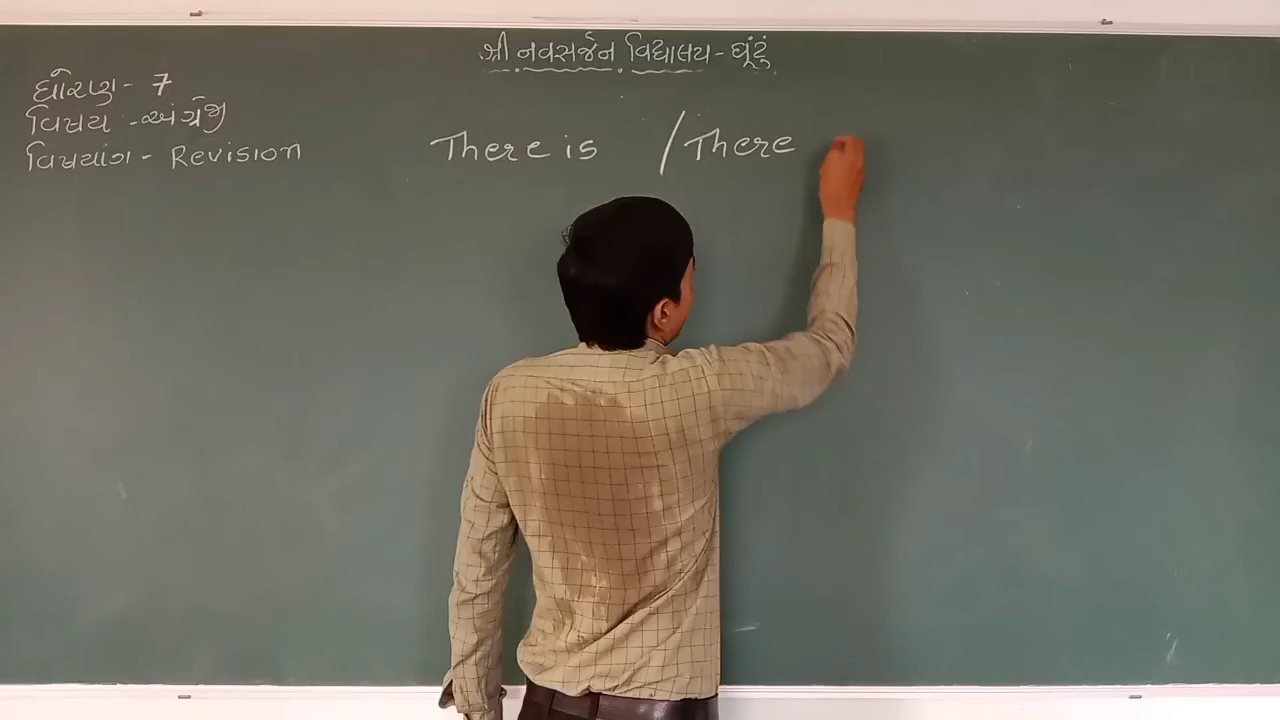 શ્રી નવસર્જન વિદ્યાલય - ઘૂંટું
ધોરણ - 7
વિષય - અંગ્રેજી
વિષયાંગ - Revision
There is / There